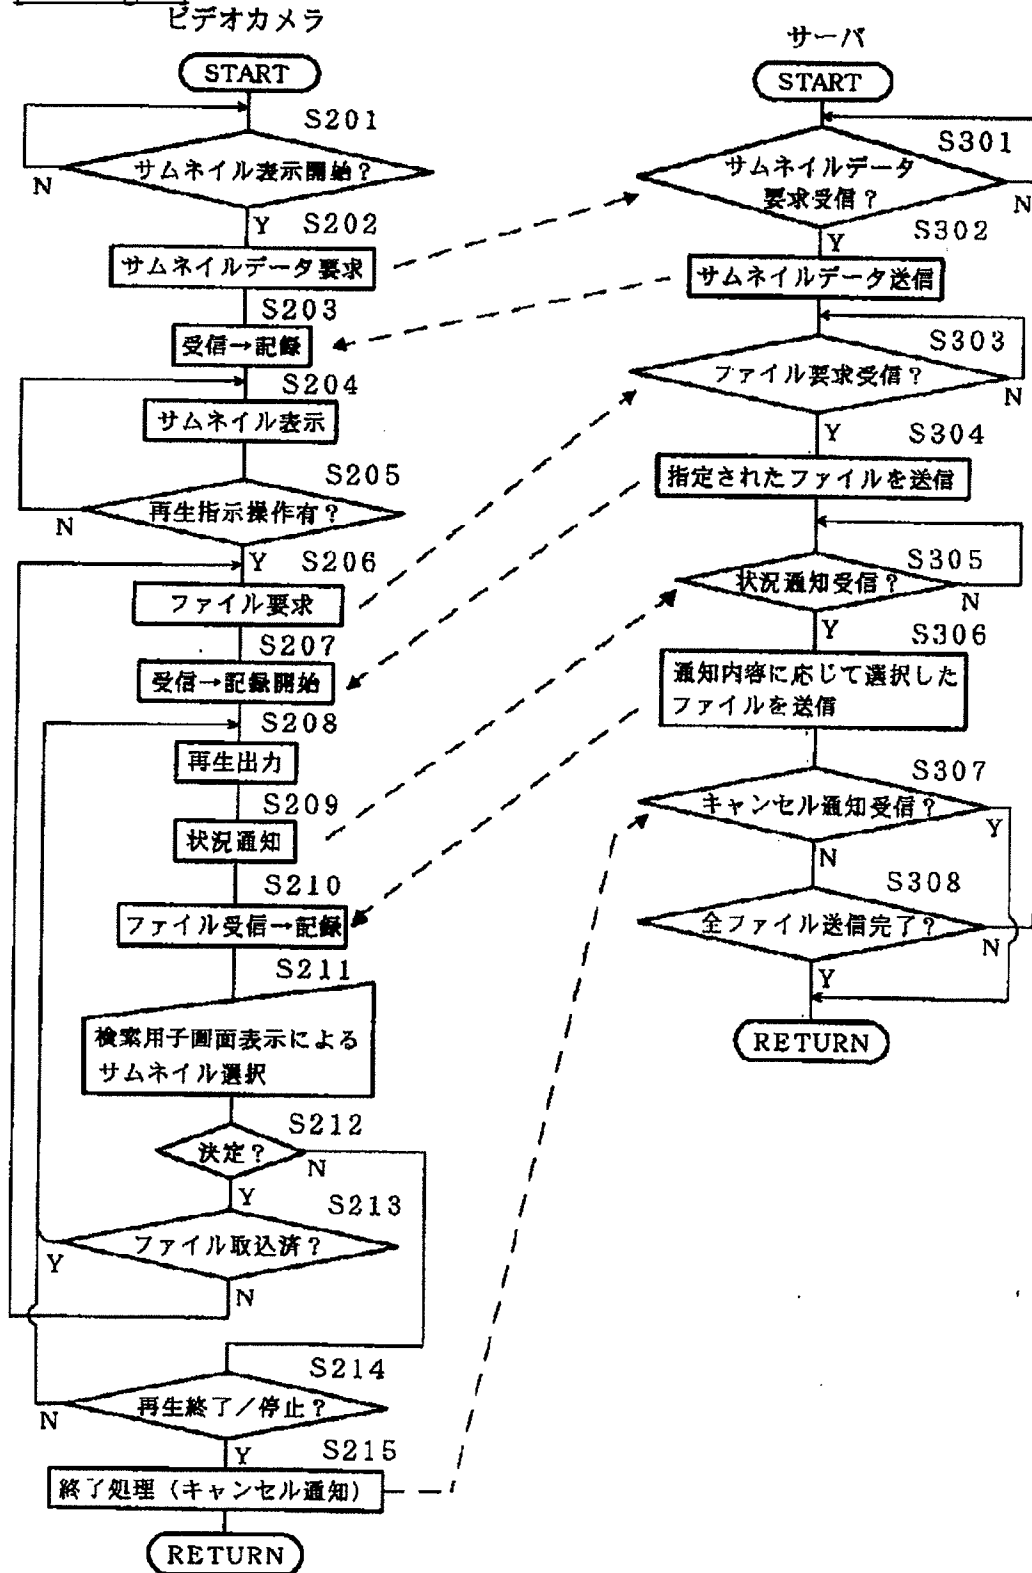 ビデオカメラ
START
S201
サムネイル表示開始?
N
Y
S202
サムネイルデータ要求
S203
受信→記録
S204
サムネイル表示
S205
再生指示操作有?
N
Y
S206
ファイル要求
S207
受信→記録開始
S208
再生出力
S209
状況通知
S210
ファイル受信→記録
S211
検索用子画面表示による
サムネイル選択
S212
決定?
N
Y
S213
ファイル取込済?
Y
N
S214
再生終了/停止?
N
Y
S215
終了処理(キャンセル通知)
RETURN
サーバ
START
S301
サムネイルデータ
要求受信?
N
Y
S302
サムネイルデータ送信
S303
ファイル要求受信?
N
Y
S304
指定されたファイルを送信
S305
状況通知受信?
N
Y
S306
通知内容に応じて選択した
ファイルを送信
S307
キャンセル通知受信?
Y
N
S308
全ファイル送信完了?
N
Y
RETURN